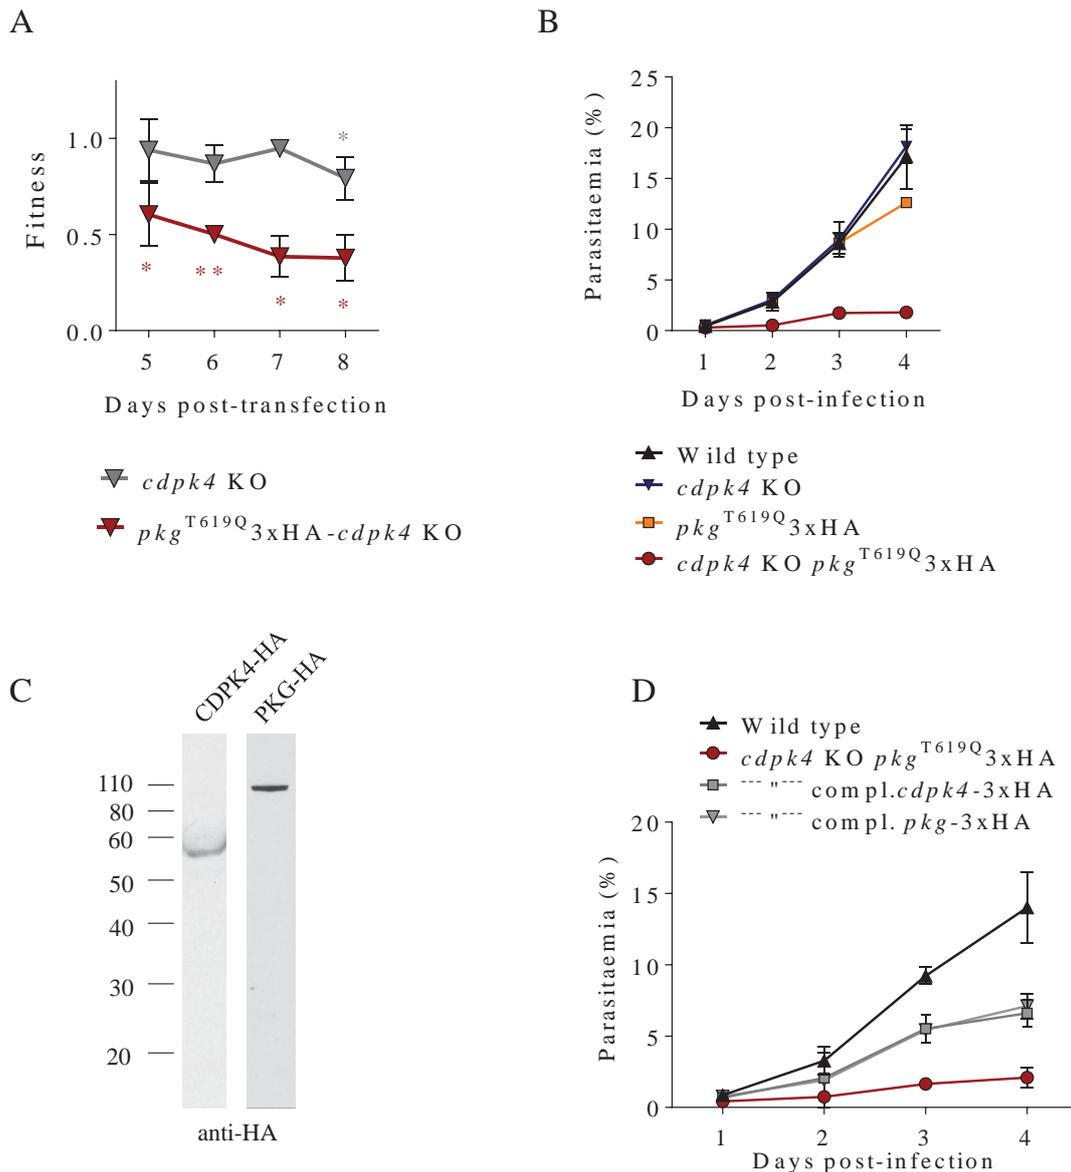 A
Fitness
1.0
0.5
0.0
*
*
**
*
*
5 6 7 8
Days post-transfection
cdpk4 KO
pkgT619Q3xHA-cdpk4 KO
B
Parasitaemia (%)
25
20
15
10
5
0
1 2 3 4
Days post-infection
Wild type
cdpk4 KO
pkgT619Q3xHA
cdpk4 KO pkgT619Q3xHA
C
CDPK4-HA
PKG-HA
110
80
60
50
40
30
20
anti-HA
D
Wild type
cdpk4 KO pkgT619Q3xHA
--- " --- compl.cdpk4-3xHA
--- " --- compl. pkg-3xHA
Parasitaemia (%)
20
15
10
5
0
1 2 3 4
Days post-infection